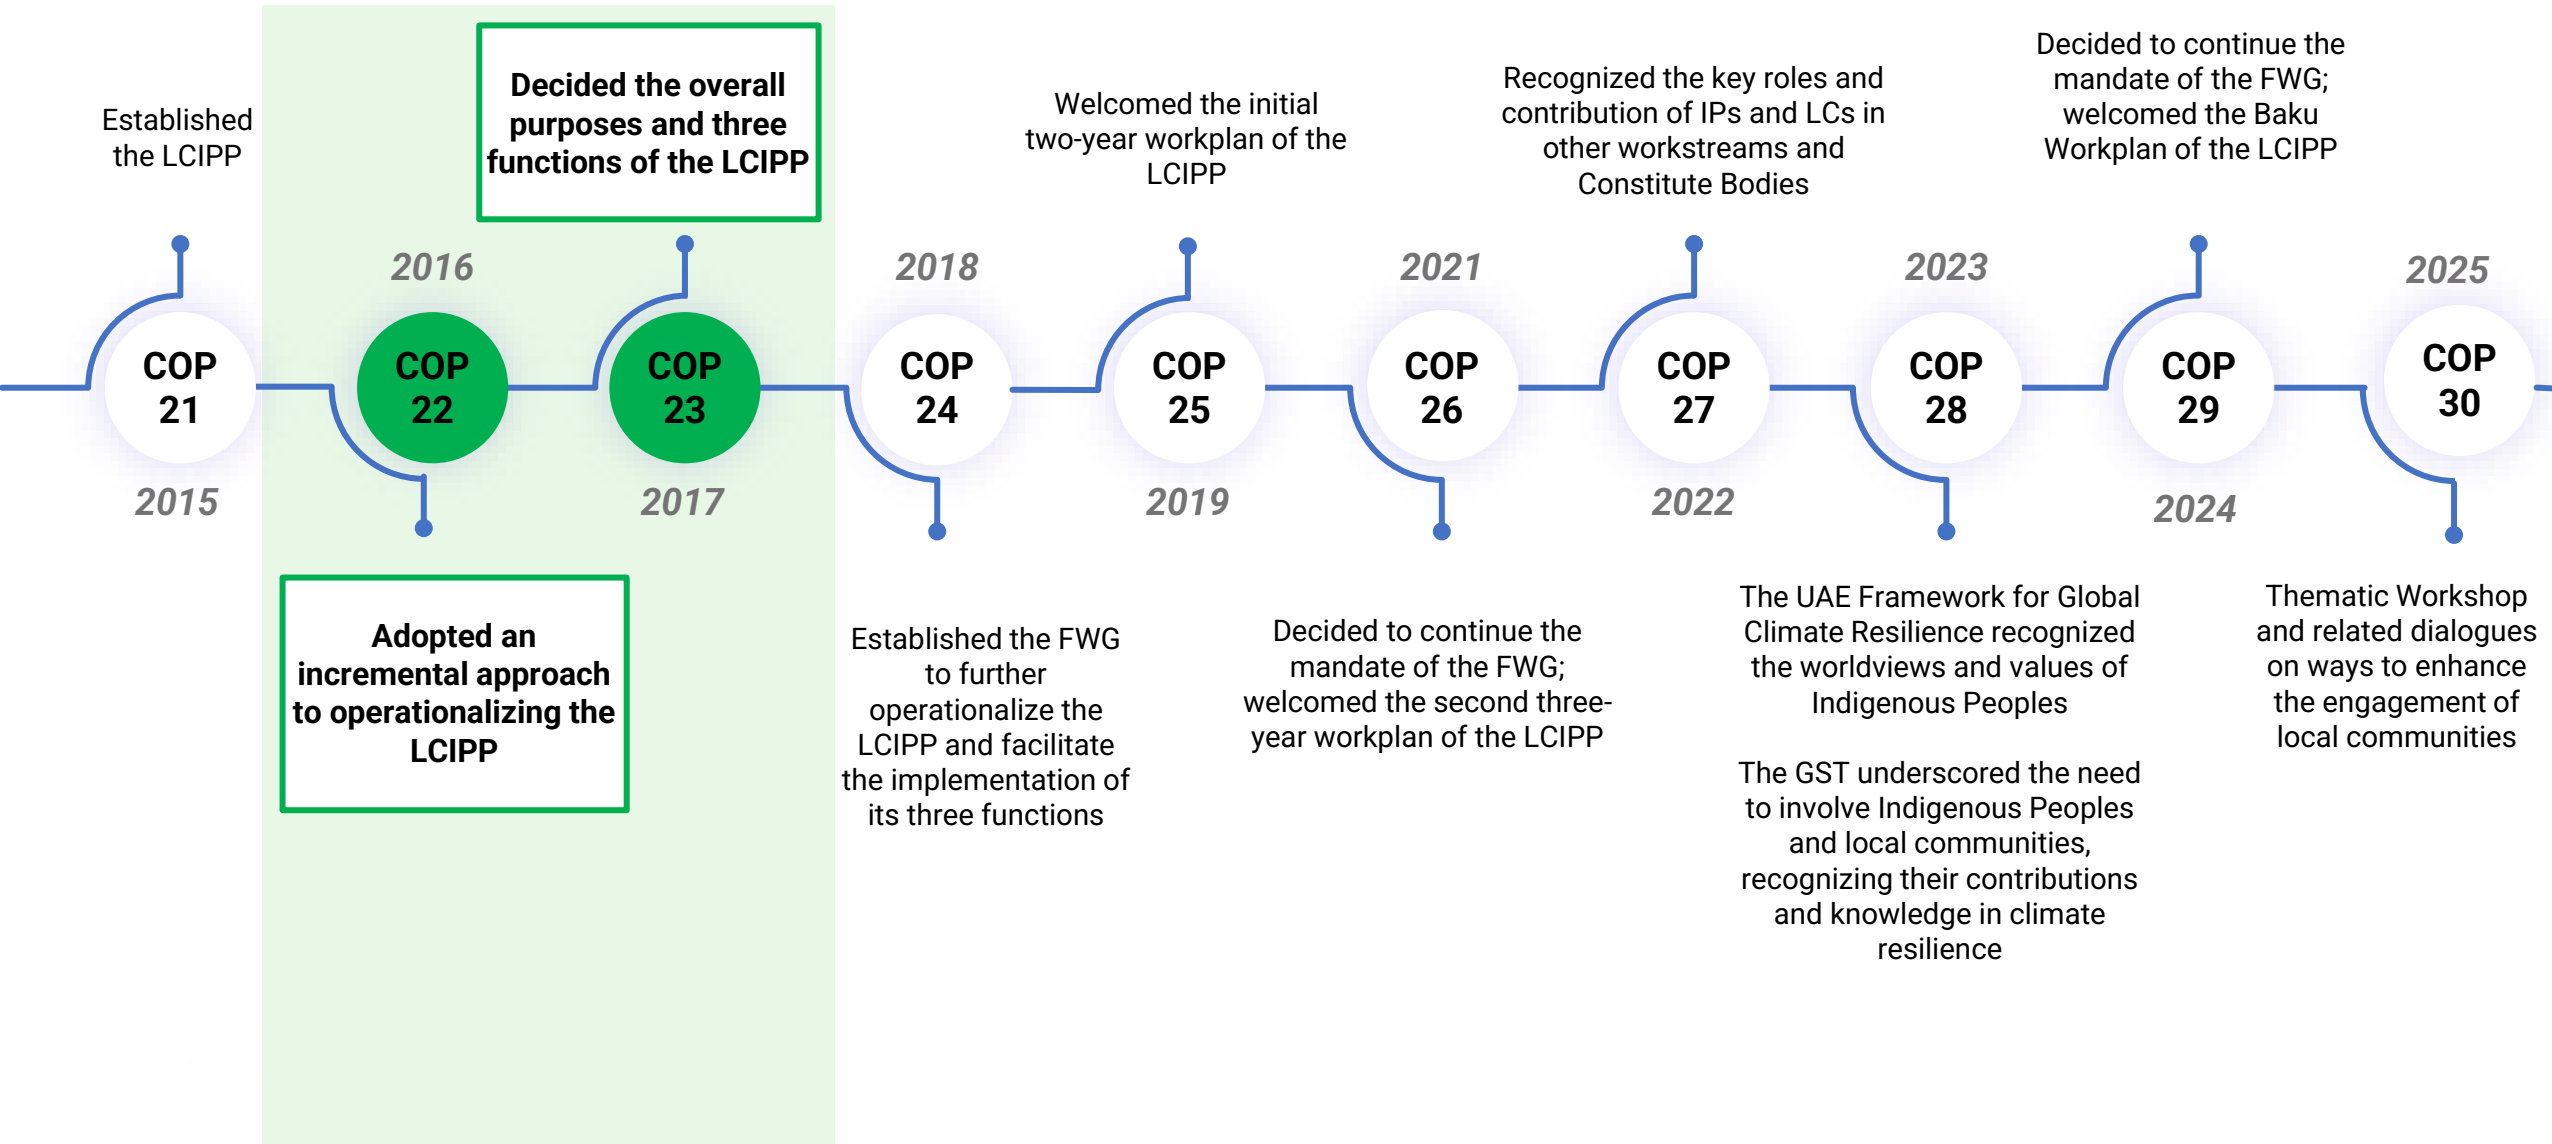 Established
the LCIPP
COP
21
2015
2016
COP
22
Adopted an
incremental approach
to operationalizing the
LCIPP
Decided the overall
purposes and three
functions of the LCIPP
COP
23
2017
2018
COP
24
Established the FWG
to further
operationalize the
LCIPP and facilitate
the implementation of
its three functions
Welcomed the initial
two-year workplan of the
LCIPP
COP
25
2019
2021
COP
26
Decided to continue the
mandate of the FWG;
welcomed the second three-
year workplan of the LCIPP
Recognized the key roles and
contribution of IPs and LCs in
other workstreams and
Constitute Bodies
COP
27
2022
2023
COP
28
The UAE Framework for Global
Climate Resilience recognized
the worldviews and values of
Indigenous Peoples
The GST underscored the need
to involve Indigenous Peoples
and local communities,
recognizing their contributions
and knowledge in climate
resilience
Decided to continue the
mandate of the FWG;
welcomed the Baku
Workplan of the LCIPP
COP
29
2024
2025
COP
30
Thematic Workshop
and related dialogues
on ways to enhance
the engagement of
local communities